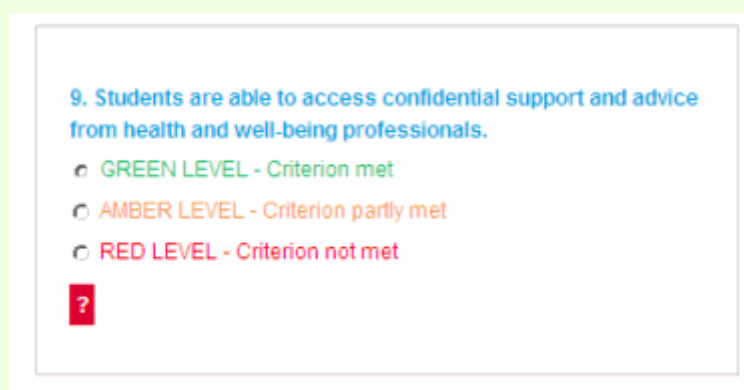 9. Students are able to access confidential support and advice
from health and well-being professionals.
GREEN LEVEL - Criterion met
AMBER LEVEL - Criterion partly met
RED LEVEL - Criterion not met
?